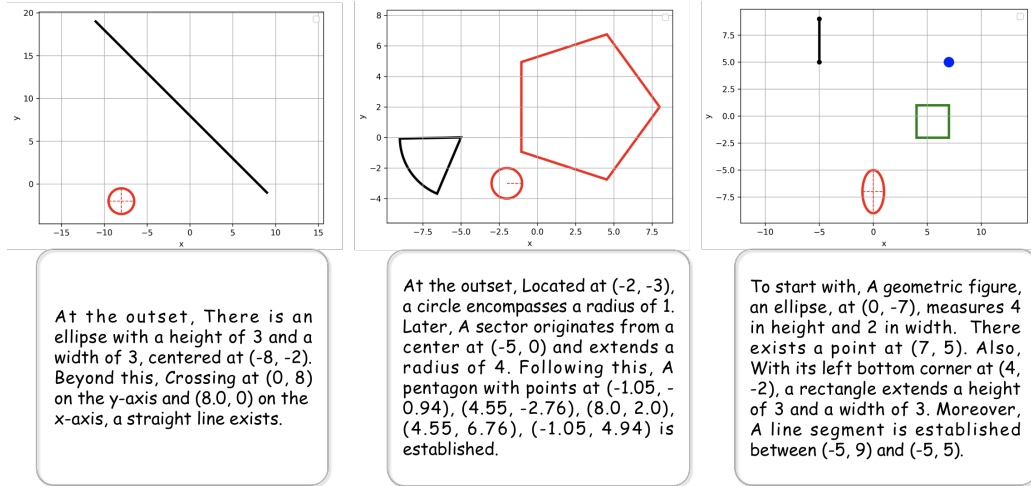 20
15
10
5
0
y
−15
−10
−5
0
5
10
15
x
8
6
4
2
0
−2
−4
y
−7.5
−5.0
−2.5
0.0
2.5
5.0
7.5
x
7.5
5.0
2.5
0.0
−2.5
−5.0
−7.5
y
−10
−5
0
5
10
x
At the outset, There is an
ellipse with a height of 3 and a
width of 3, centered at (-8, -2).
Beyond this, Crossing at (0, 8)
on the y-axis and (8.0, 0) on the
x-axis, a straight line exists.
At the outset, Located at (-2, -3),
a circle encompasses a radius of 1.
Later, A sector originates from a
center at (-5, 0) and extends a
radius of 4. Following this, A
pentagon with points at (-1.05, -
0.94), (4.55, -2.76), (8.0, 2.0),
(4.55, 6.76), (-1.05, 4.94) is
established.
To start with, A geometric figure,
an ellipse, at (0, -7), measures 4
in height and 2 in width. There
exists a point at (7, 5). Also,
With its left bottom corner at (4,
-2), a rectangle extends a height
of 3 and a width of 3. Moreover,
A line segment is established
between (-5, 9) and (-5, 5).